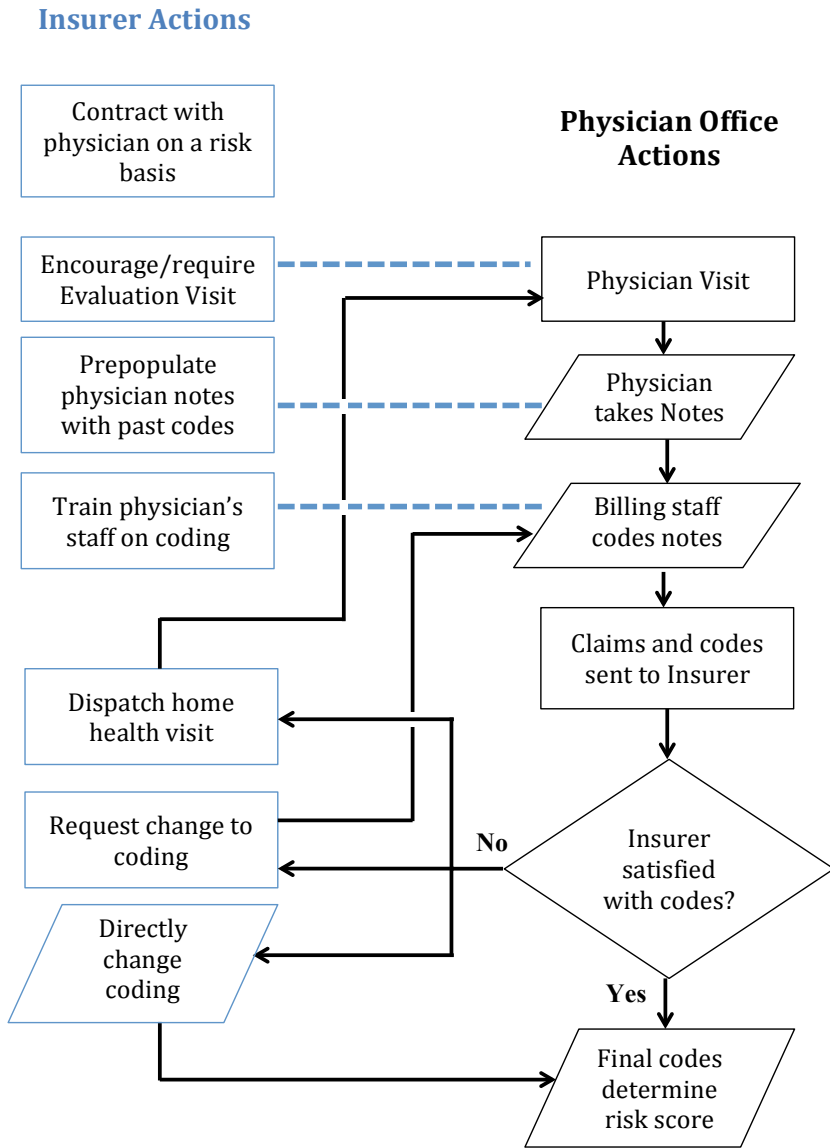 Insurer Actions
Contract with
physician on a risk
basis
Physician Office
Actions
Encourage/require
Evaluation Visit
Physician Visit
Prepopulate
physician notes
with past codes
Physician
takes Notes
Train physician’s
staff on coding
Billing staff
codes notes
Claims and codes
sent to Insurer
Dispatch home
health visit
Request change to
coding
No
Insurer
satisfied
with codes?
Directly
change
coding
Yes
Final codes
determine
risk score